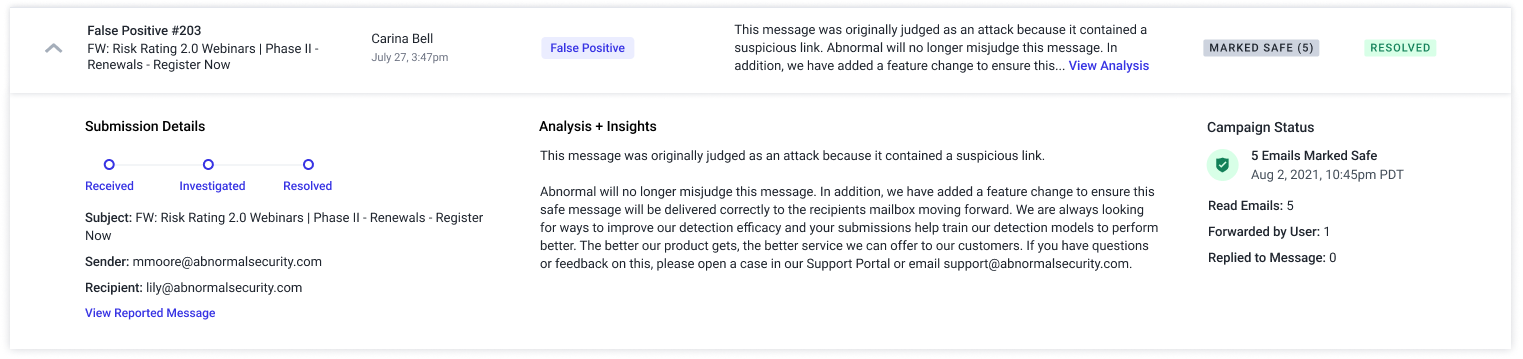 False Positive #203
FW: Risk Rating 2.0 Webinars | Phase II -
Renewals - Register Now
Carina Bell
July 27, 3:47pm
False Positive
This message was originally judged as an attack because it contained a
suspicious link. Abnormal will no longer misjudge this message. In
addition, we have added a feature change to ensure this... View Analysis
MARKED SAFE (5)
RESOLVED
Submission Details
Received
Investigated
Resolved
Subject: FW: Risk Rating 2.0 Webinars | Phase II - Renewals - Register
Now
Sender: mmoore@abnormalsecurity.com
Recipient: lily@abnormalsecurity.com
View Reported Message
Analysis + Insights
This message was originally judged as an attack because it contained a suspicious link.
Abnormal will no longer misjudge this message. In addition, we have added a feature change to ensure this
safe message will be delivered correctly to the recipients mailbox moving forward. We are always looking
for ways to improve our detection efficacy and your submissions help train our detection models to perform
better. The better our product gets, the better service we can offer to our customers. If you have questions
or feedback on this, please open a case in our Support Portal or email support@abnormalsecurity.com.
Campaign Status
5 Emails Marked Safe
Aug 2, 2021, 10:45pm PDT
Read Emails: 5
Forwarded by User: 1
Replied to Message: 0